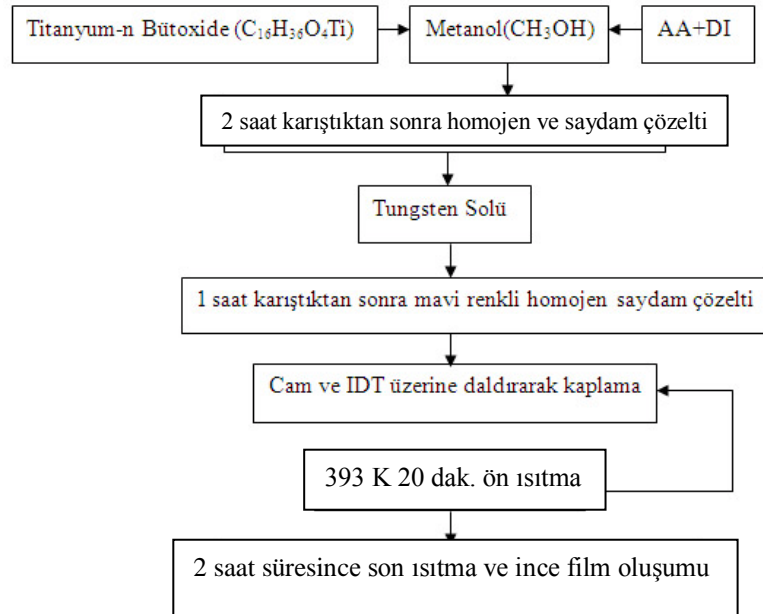 Titanyum-n Bütoxide (C₁₆H₃₆O₄Ti)
Metanol(CH₃OH)
AA+DI
2 saat karıştıktan sonra homojen ve saydam çözelti
Tungsten Solü
1 saat karıştıktan sonra mavi renkli homojen saydam çözelti
Cam ve IDT üzerine daldırarak kaplama
393 K 20 dak. ön ısıtma
2 saat süresince son ısıtma ve ince film oluşumu